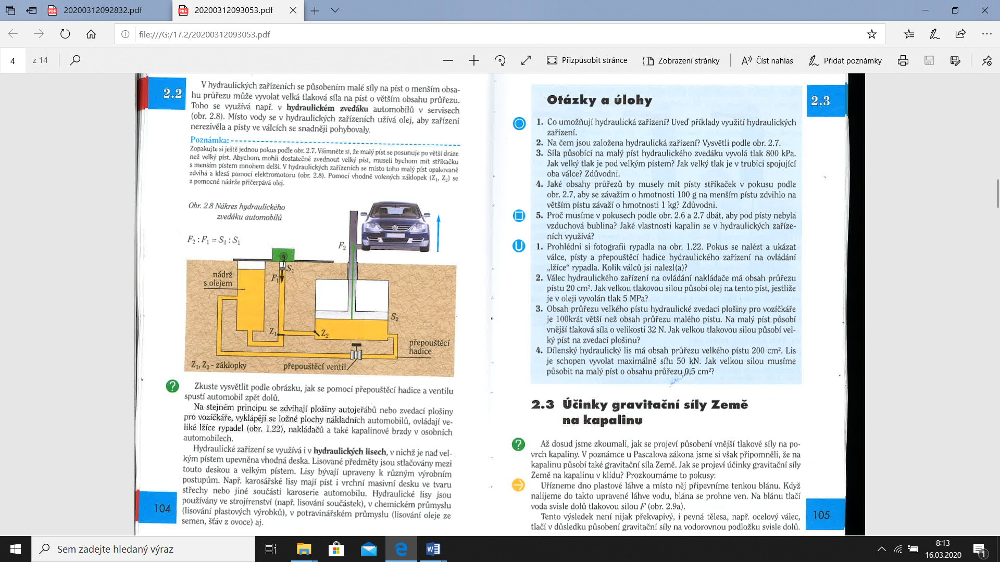 20200312092832.pdf
20200312093053.pdf
file:///G:/17.2/20200312093053.pdf
4 z 14
Přizpůsobit stránce
Zobrazení stránky
Číst nahlas
Přidat poznámky
2.2
V hydraulických zařízeních se působením malé síly na píst o menším obsa-
hu průřezu může vyvolat velká tlaková síla na píst o větším obsahu průřezu.
Toho se využívá např. v hydraulickém zvedáku automobilů v servisech
(obr. 2.8). Místo vody se v hydraulických zařízeních užívá olej, aby zařízení
nerezivěla a písty ve válcích se snadněji pohybovaly.
Poznámka:
Zopakujte si ještě jednou pokus podle obr. 2.7. Všimněte si, že malý píst se posunuje po větší dráze
než velký píst. Abychom mohli dostatečně zvednout velký píst, museli bychom mít stříkačku
s menším pístem mnohem delší. V hydraulických zařízeních se místo toho malý píst opakovaně
zdvihá a klesá pomocí elektromotoru (obr. 2.8). Pomocí vhodně volených záklopek (Z₁, Z₂) se
z pomocné nádrže přičerpává olej.
Obr. 2.8 Nákres hydraulického
zvedáku automobilů
F₂ : F₁ = S₂ : S₁
F₂
S₁
F₁
nádrž
s olejem
S₂
Z₁
Z₂
přepouštěcí
hadice
Z₁, Z₂ - záklopky
přepouštěcí ventil
Zkuste vysvětlit podle obrázku, jak se pomocí přepouštěcí hadice a ventilu
spustí automobil zpět dolů.
Na stejném principu se zdvihají plošiny autojeřábů nebo zvedací plošiny
pro vozíčkáře, vyklápějí se ložné plochy nákladních automobilů, ovládají ve-
liké lžíce rypadel (obr. 1.22), nakládačů a také kapalinové brzdy v osobních
automobilech.
Hydraulické zařízení se využívá i v hydraulických lisech, v nichž je nad vel-
kým pístem upevněna vhodná deska. Lisované předměty jsou stlačovány mezi
touto deskou a velkým pístem. Lisy bývají upraveny k různým výrobním
postupům. Např. karosářské lisy mají píst i vrchní masivní desku ve tvaru
střechy nebo jiné součásti karoserie automobilu. Hydraulické lisy jsou
používány ve strojírenství (např. lisování součástek), v chemickém průmyslu
(lisování plastových výrobků), v potravinářském průmyslu (lisování oleje ze
semen, šťáv z ovoce) aj.
104
2.3
Otázky a úlohy
1. Co umožňují hydraulická zařízení? Uveď příklady využití hydraulických
zařízení.
2. Na čem jsou založena hydraulická zařízení? Vysvětli podle obr. 2.7.
3. Síla působící na malý píst hydraulického zvedáku vyvolá tlak 800 kPa.
Jak velký tlak je pod velkým pístem? Jak velký tlak je v trubici spojující
oba válce? Zdůvodni.
4. Jaké obsahy průřezů by musely mít písty stříkaček v pokusu podle
obr. 2.7, aby se závažím o hmotnosti 100 g na menším pístu zdvihlo na
větším pístu závaží o hmotnosti 1 kg? Zdůvodni.
5. Proč musíme v pokusech podle obr. 2.6 a 2.7 dbát, aby pod písty nebyla
vzduchová bublina? Jaké vlastnosti kapalin se v hydraulických zaříze-
ních využívá?
U
1. Prohlédni si fotografii rypadla na obr. 1.22. Pokus se nalézt a ukázat
válce, písty a přepouštěcí hadice hydraulického zařízení na ovládání
„lžíce“ rypadla. Kolik válců jsi nalezl(a)?
2. Válec hydraulického zařízení na ovládání nakládače má obsah průřezu
pístu 20 cm². Jak velkou tlakovou silou působí olej na tento píst, jestliže
je v oleji vyvolán tlak 5 MPa?
3. Obsah průřezu velkého pístu hydraulické zvedací plošiny pro vozíčkáře
je 100krát větší než obsah průřezu malého pístu. Na malý píst působí
vnější tlaková síla o velikosti 32 N. Jak velkou tlakovou silou působí vel-
ký píst na zvedací plošinu?
4. Dílenský hydraulický lis má obsah průřezu velkého pístu 200 cm². Lis
je schopen vyvolat maximálně sílu 50 kN. Jak velkou silou musíme
působit na malý píst o obsahu průřezu 0,5 cm²?
2.3 Účinky gravitační síly Země
na kapalinu
Až dosud jsme zkoumali, jak se projeví působení vnější tlakové síly na po-
vrch kapaliny. V poznámce u Pascalova zákona jsme si však připomněli, že na
kapalinu působí také gravitační síla Země. Jak se projeví účinky gravitační síly
Země na kapalinu v klidu? Prozkoumáme to pokusy:
Uřízneme dno plastové láhve a místo něj připevníme tenkou blánu. Když
nalijeme do takto upravené láhve vodu, blána se prohne ven. Na blánu tlačí
voda svisle dolů tlakovou silou F (obr. 2.9a).
Tento výsledek není nijak překvapivý, i pevná tělesa, např. ocelový válec,
tlačí v důsledku působení gravitační síly na vodorovnou podložku svisle dolů.
105
Sem zadejte hledaný výraz
8:13
16.03.2020
1